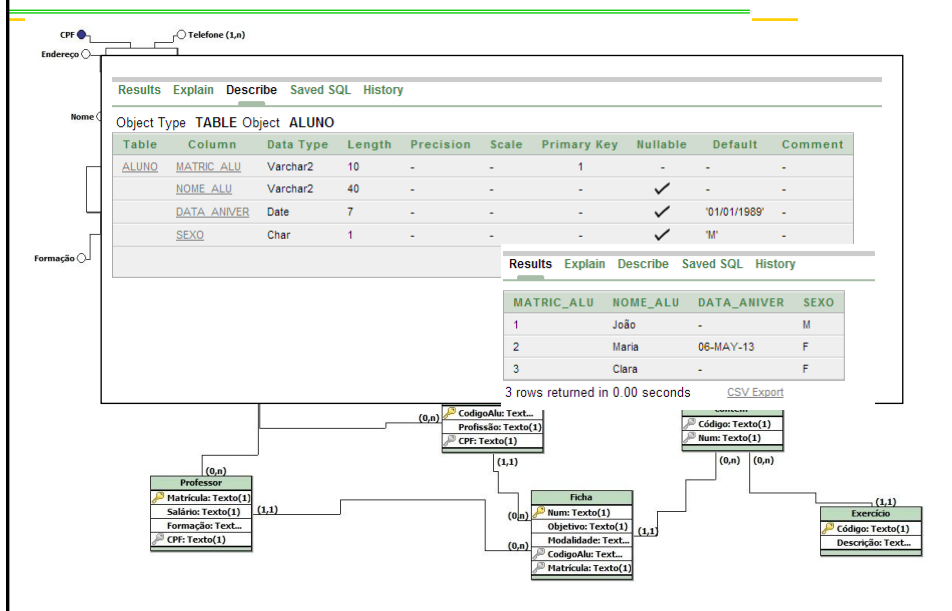 CPF
Telefone (1,n)
Endereço
Nome
Formação
Results Explain Describe Saved SQL History
Object Type TABLE Object ALUNO
Table Column Data Type Length Precision Scale Primary Key Nullable Default Comment
ALUNO MATRIC_ALU Varchar2 10 - - 1 - - -
NOME_ALU Varchar2 40 - - - ✓ - -
DATA_ANIVER Date 7 - - - ✓ '01/01/1989' -
SEXO Char 1 - - - ✓ 'M' -
Results Explain Describe Saved SQL History
MATRIC_ALU NOME_ALU DATA_ANIVER SEXO
1 João - M
2 Maria 06-MAY-13 F
3 Clara - F
3 rows returned in 0.00 seconds CSV Export
(0,n)
CodigoAlu: Text...
Profissão: Texto(1)
CPF: Texto(1)
(1,1)
Código: Texto(1)
Num: Texto(1)
(0,n) (0,n)
(0,n)
Professor
Matrícula: Texto(1)
Salário: Texto(1)
Formação: Text...
CPF: Texto(1)
(1,1)
(0,n)
(0,n)
Ficha
Num: Texto(1)
Objetivo: Texto(1)
Modalidade: Text...
CodigoAlu: Text...
Matrícula: Texto(1)
(1,1)
(1,1)
Exercício
Código: Texto(1)
Descrição: Text...